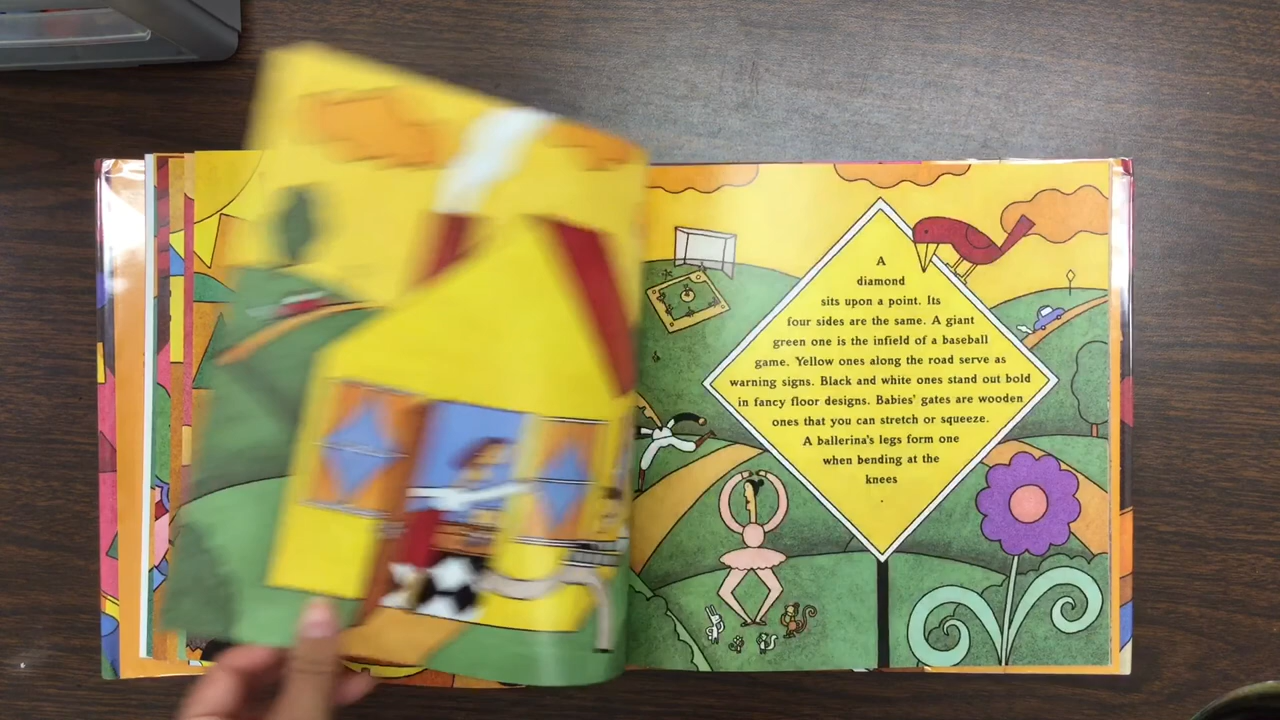 A
diamond
sits upon a point. Its
four sides are the same. A giant
green one is the infield of a baseball
game. Yellow ones along the road serve as
warning signs. Black and white ones stand out bold
in fancy floor designs. Babies' gates are wooden
ones that you can stretch or squeeze.
A ballerina's legs form one
when bending at the
knees
.